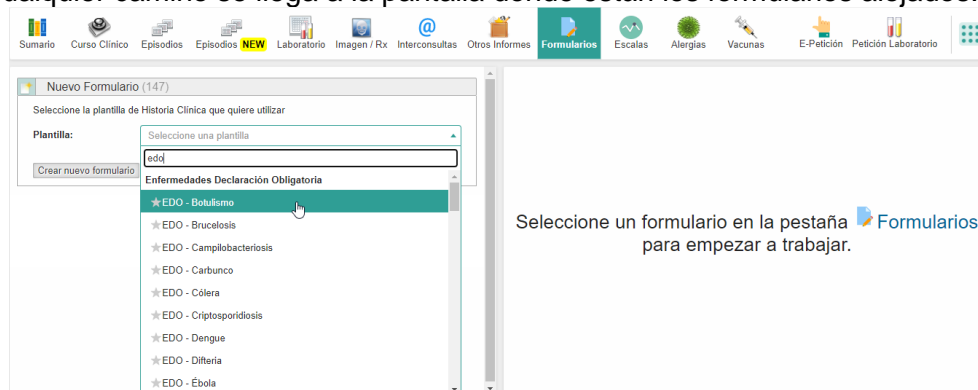 ualquier camino se llega a la pantalla donde están los formularios alojados.
Sumario Curso Clínico Episodios Episodios NEW Laboratorio Imagen / Rx Interconsultas Otros Informes Formularios Escalas Alergias Vacunas E-Petición Petición Laboratorio
Nuevo Formulario (147)
Seleccione la plantilla de Historia Clínica que quiere utilizar
Plantilla: Seleccione una plantilla
edo
Crear nuevo formulario
Enfermedades Declaración Obligatoria
EDO - Botulismo
EDO - Brucelosis
EDO - Campilobacteriosis
EDO - Carbunco
EDO - Cólera
EDO - Criptosporidiosis
EDO - Dengue
EDO - Difteria
EDO - Ébola
Seleccione un formulario en la pestaña Formularios
para empezar a trabajar.